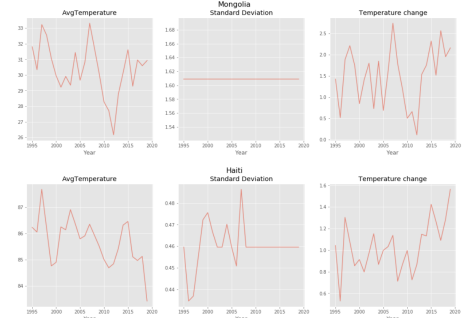 Mongolia
AvgTemperature Standard Deviation Temperature change
33
32
31
30
29
28
27
26
1995 2000 2005 2010 2015 2020
Year
1.68
1.66
1.64
1.62
1.60
1.58
1.56
1.54
1995 2000 2005 2010 2015 2020
Year
2.5
2.0
1.5
1.0
0.5
0.0
1995 2000 2005 2010 2015 2020
Year
Haiti
AvgTemperature Standard Deviation Temperature change
87
86
85
84
1995 2000 2005 2010 2015 2020
Year
0.48
0.47
0.46
0.45
0.44
1995 2000 2005 2010 2015 2020
Year
1.6
1.4
1.2
1.0
0.8
0.6
1995 2000 2005 2010 2015 2020
Year